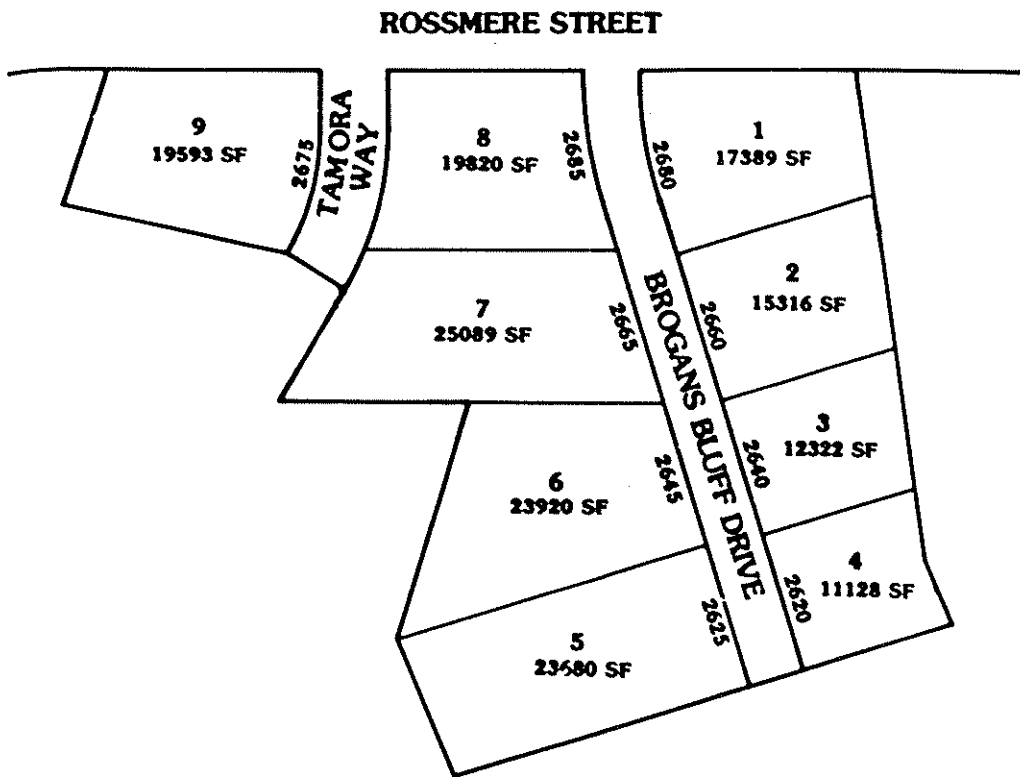 ROSSMERE STREET
9
19593 SF
2675
TAMORA
WAY
8
19820 SF
2685
2680
1
17389 SF
7
25089 SF
2665
BROGANS BLUFF DRIVE
2660
2
15316 SF
6
23920 SF
2645
2640
3
12322 SF
5
23680 SF
2625
2620
4
11128 SF